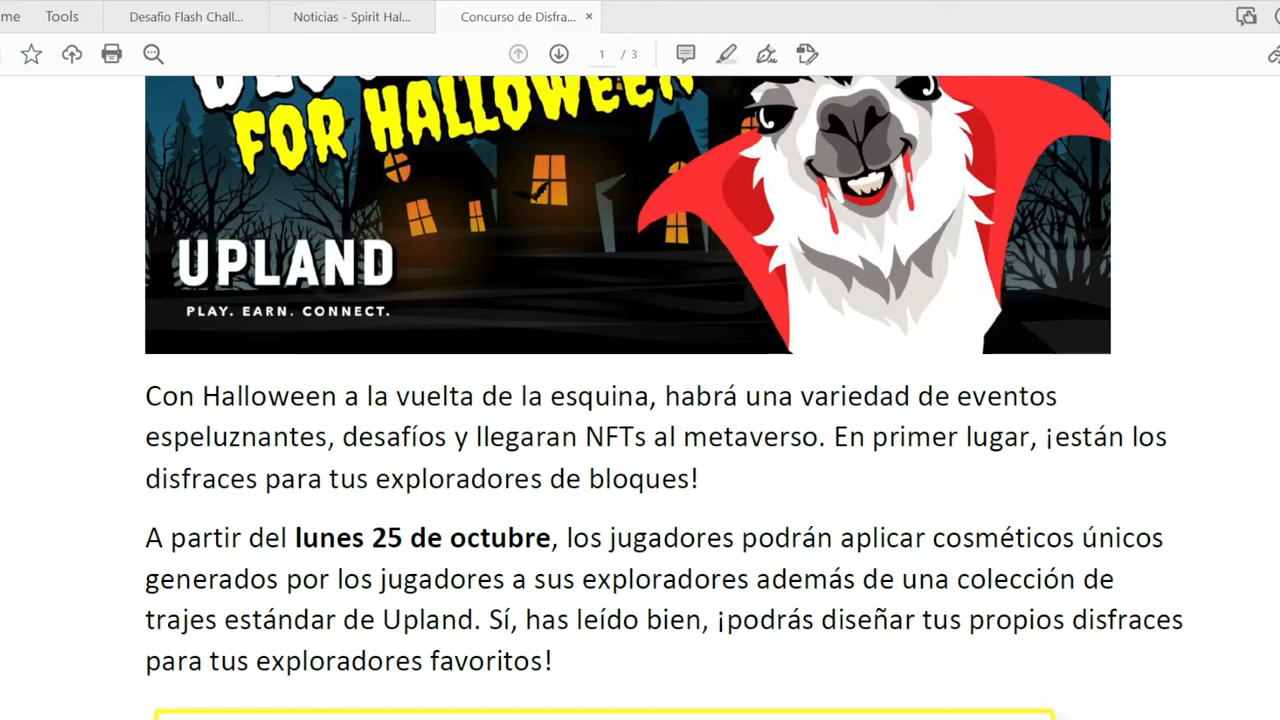 me Tools Desafio Flash Chall... Noticias - Spirit Hal... Concurso de Disfra... ×
1 / 3
FOR HALLOWEEN
UPLAND
PLAY. EARN. CONNECT.
Con Halloween a la vuelta de la esquina, habrá una variedad de eventos
espeluznantes, desafíos y llegaran NFTs al metaverso. En primer lugar, ¡están los
disfraces para tus exploradores de bloques!
A partir del lunes 25 de octubre, los jugadores podrán aplicar cosméticos únicos
generados por los jugadores a sus exploradores además de una colección de
trajes estándar de Upland. Sí, has leído bien, ¡podrás diseñar tus propios disfraces
para tus exploradores favoritos!